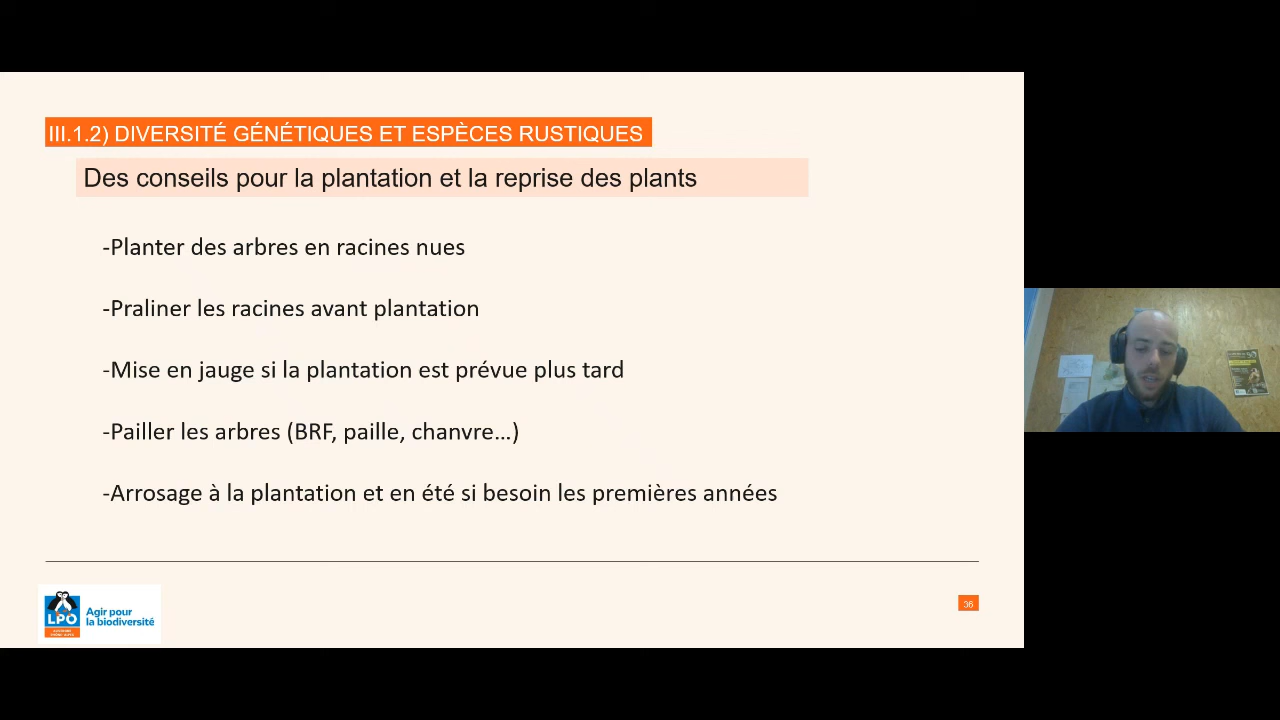 III.1.2) DIVERSITÉ GÉNÉTIQUES ET ESPÈCES RUSTIQUES
Des conseils pour la plantation et la reprise des plants
-Planter des arbres en racines nues
-Praliner les racines avant plantation
-Mise en jauge si la plantation est prévue plus tard
-Pailler les arbres (BRF, paille, chanvre…)
-Arrosage à la plantation et en été si besoin les premières années
LPO
Agir pour
la biodiversité
36